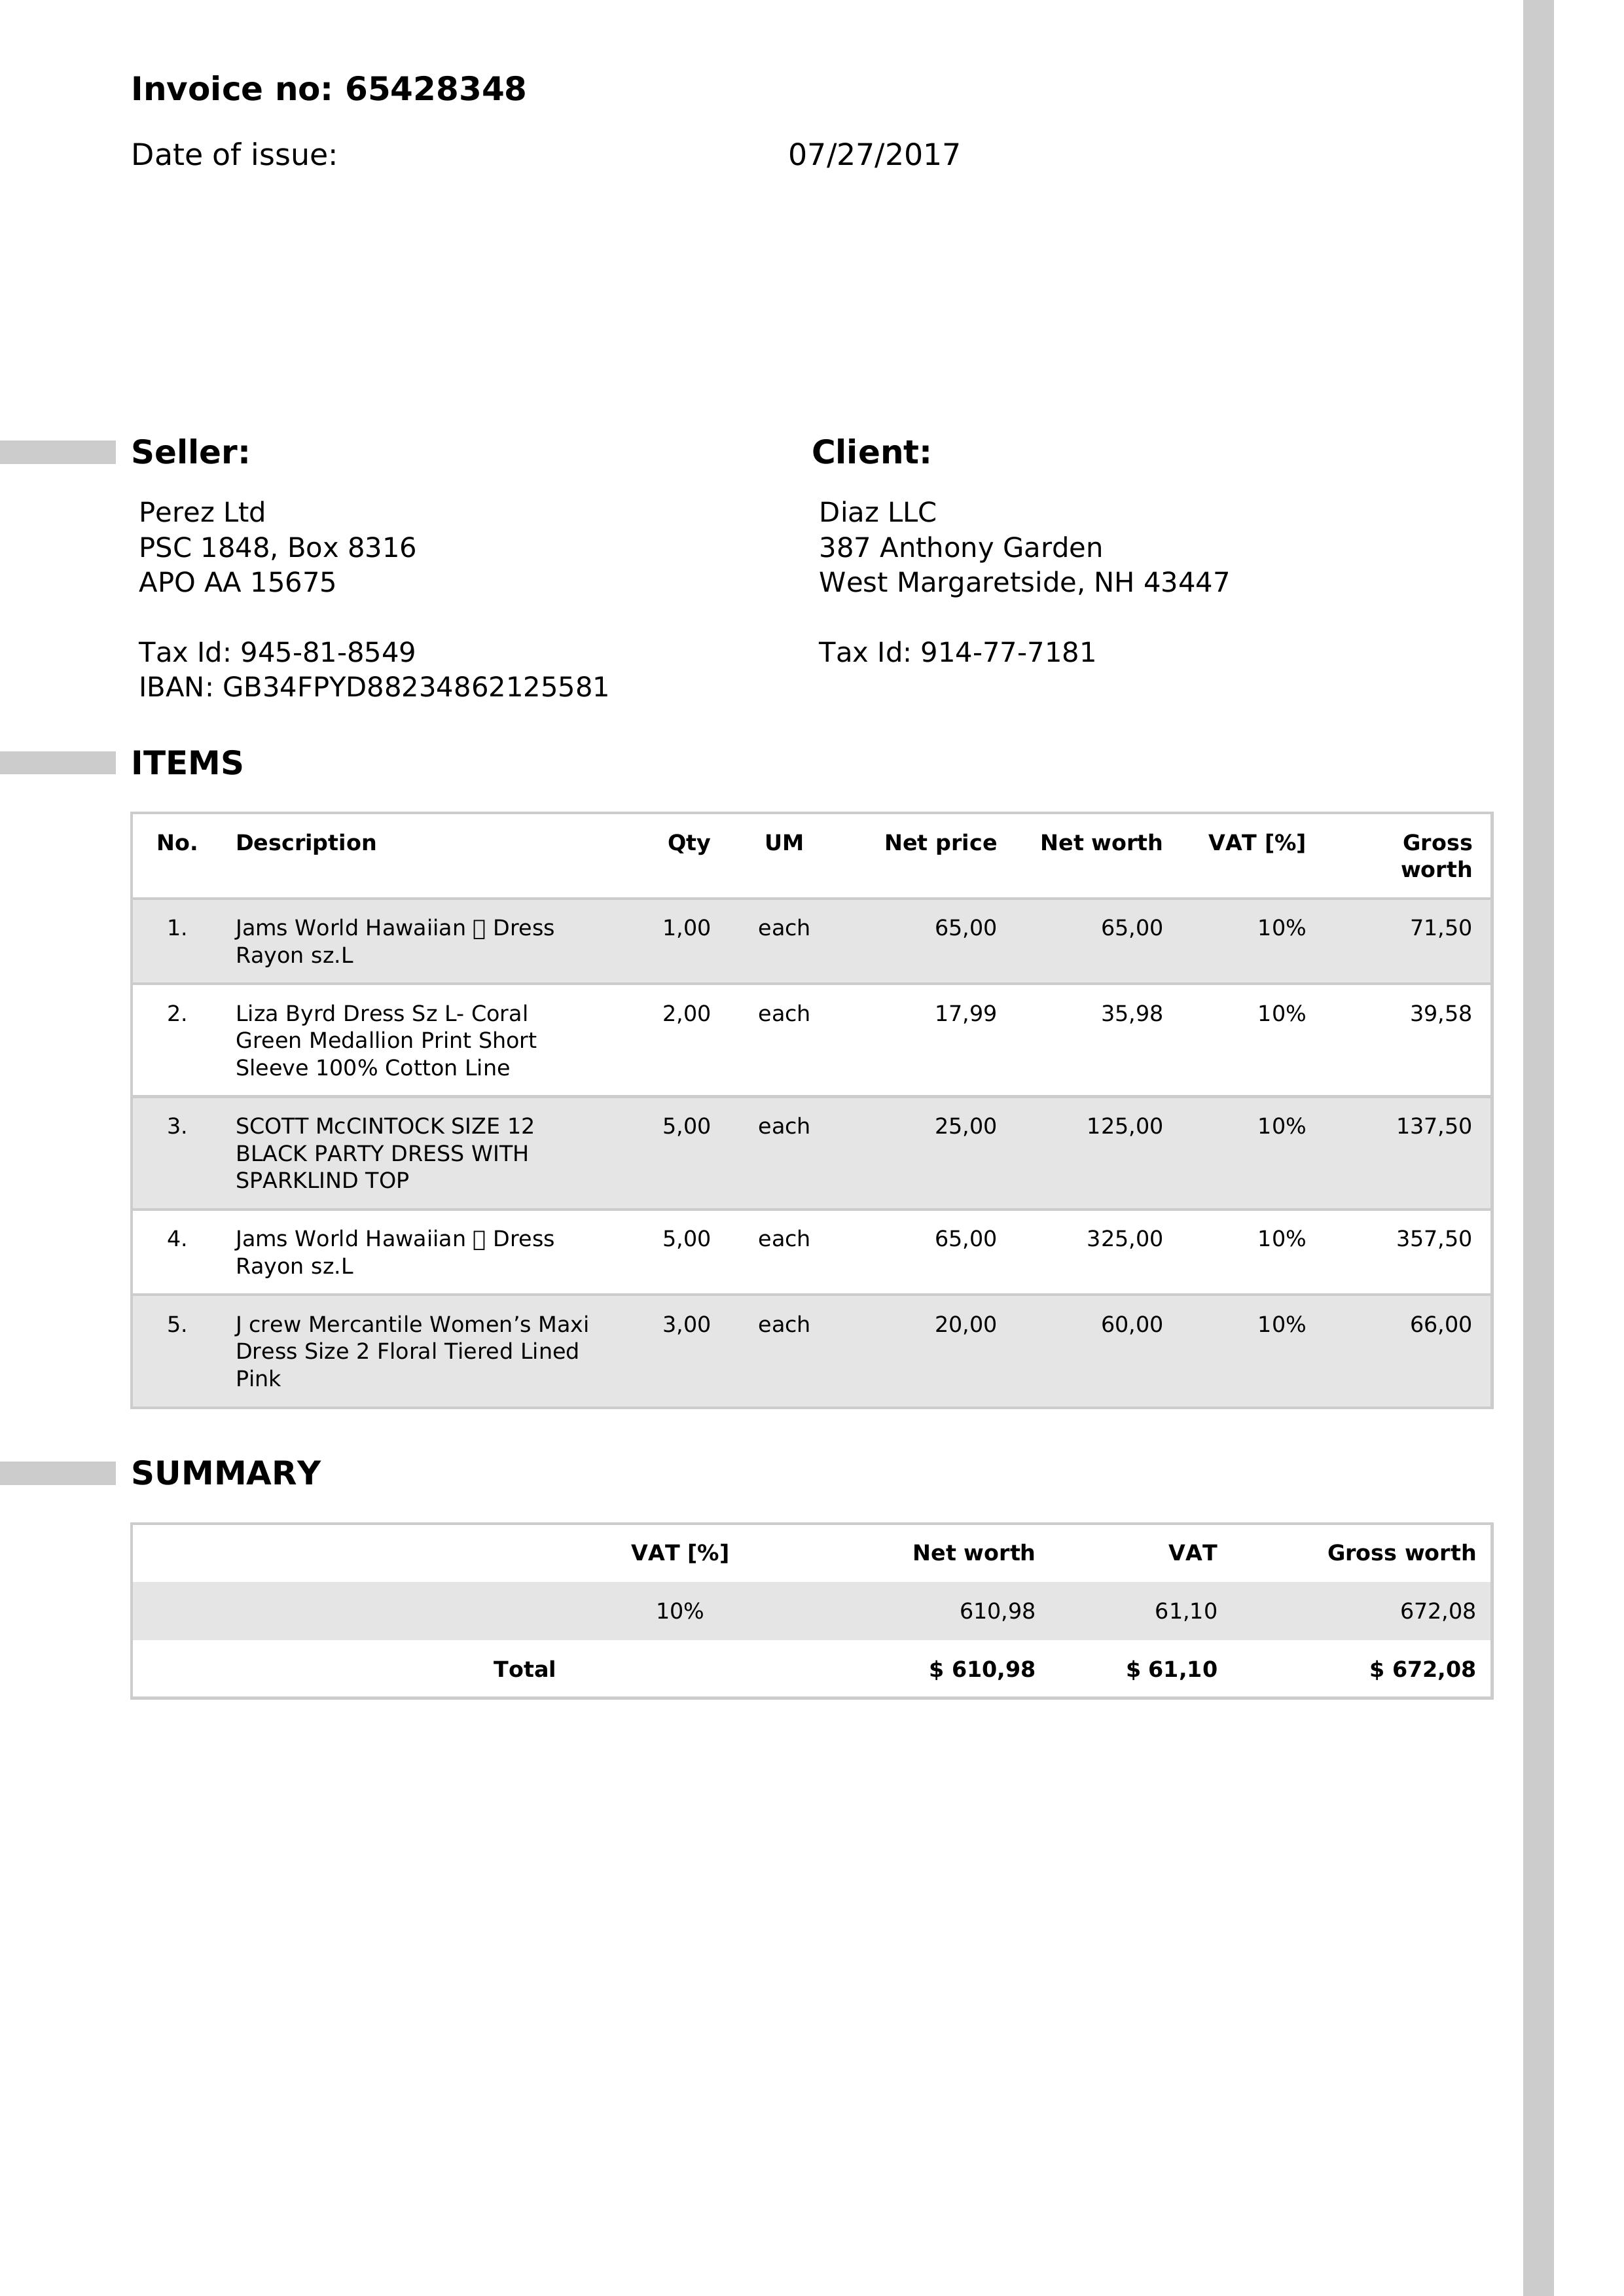 Invoice no: 65428348
Date of issue: 07/27/2017
Seller:
Perez Ltd
PSC 1848, Box 8316
APO AA 15675
Tax Id: 945-81-8549
IBAN: GB34FPYD88234862125581
Client:
Diaz LLC
387 Anthony Garden
West Margaretside, NH 43447
Tax Id: 914-77-7181
ITEMS
No. Description Qty UM Net price Net worth VAT [%] Gross
worth
1. Jams World Hawaiian ▯ Dress 1,00 each 65,00 65,00 10% 71,50
Rayon sz.L
2. Liza Byrd Dress Sz L- Coral 2,00 each 17,99 35,98 10% 39,58
Green Medallion Print Short
Sleeve 100% Cotton Line
3. SCOTT McCINTOCK SIZE 12 5,00 each 25,00 125,00 10% 137,50
BLACK PARTY DRESS WITH
SPARKLIND TOP
4. Jams World Hawaiian ▯ Dress 5,00 each 65,00 325,00 10% 357,50
Rayon sz.L
5. J crew Mercantile Women’s Maxi 3,00 each 20,00 60,00 10% 66,00
Dress Size 2 Floral Tiered Lined
Pink
SUMMARY
VAT [%] Net worth VAT Gross worth
10% 610,98 61,10 672,08
Total $ 610,98 $ 61,10 $ 672,08